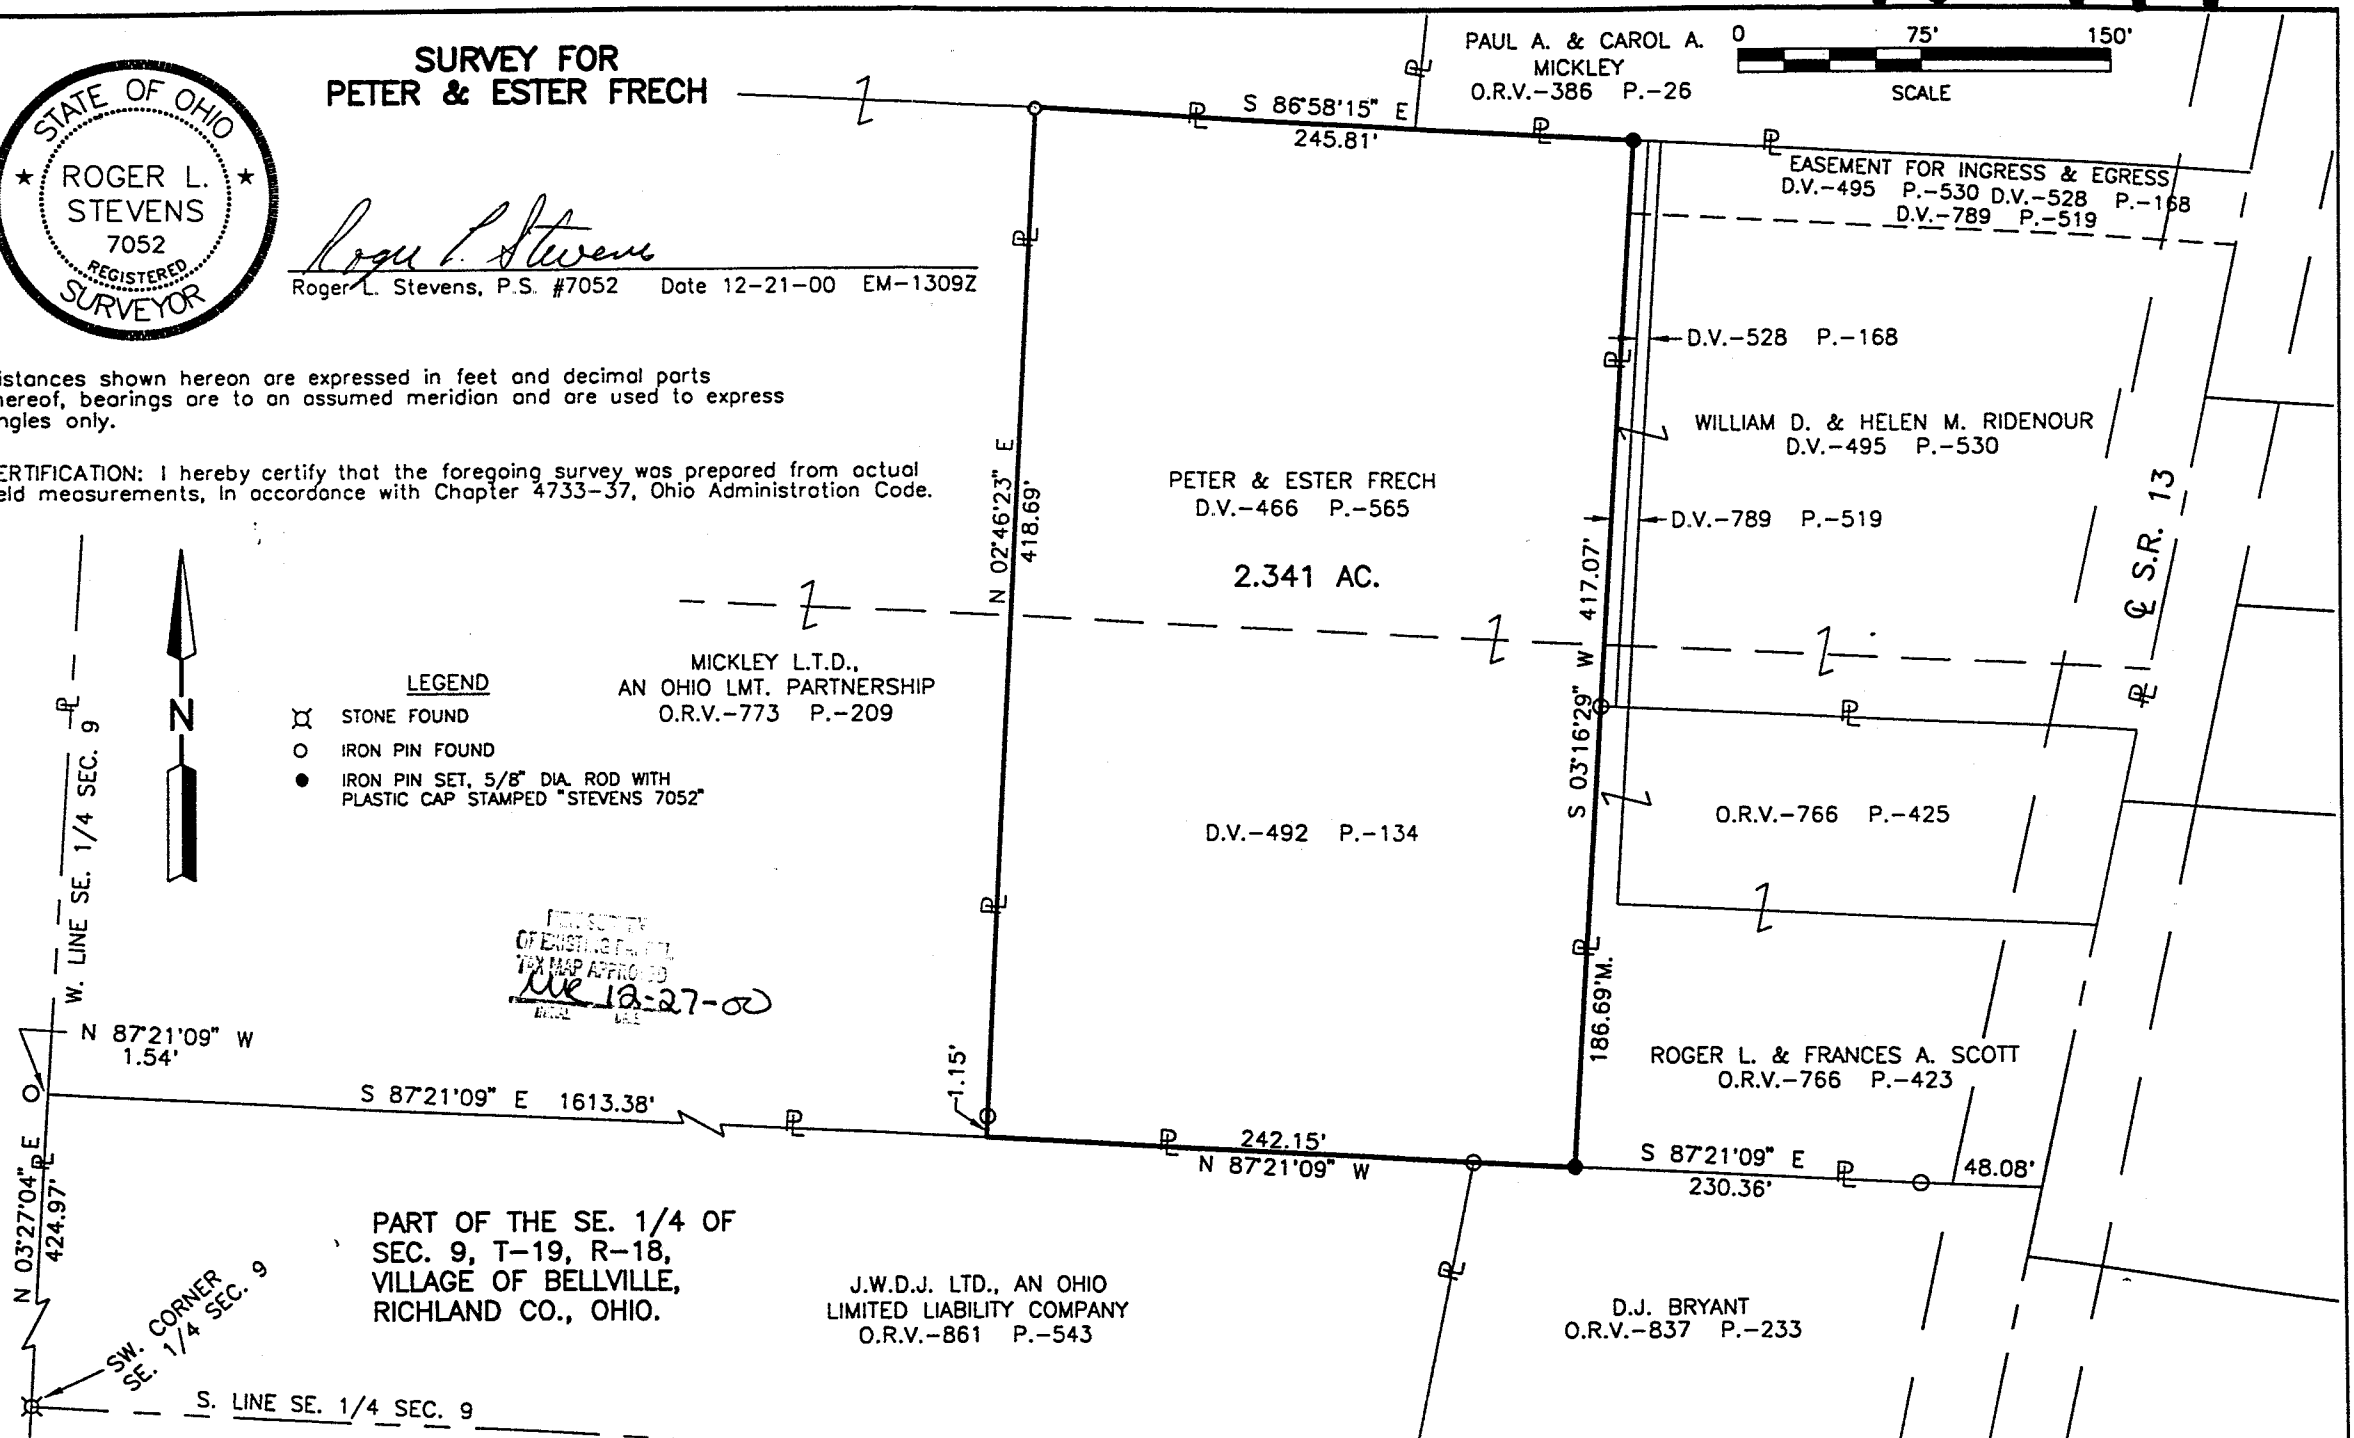 SURVEY FOR
PETER & ESTER FRECH
STATE OF OHIO
ROGER L.
STEVENS
7052
REGISTERED
SURVEYOR
Roger L. Stevens
Roger L. Stevens, P.S. #7052 Date 12-21-00 EM-1309Z
istances shown hereon are expressed in feet and decimal parts
hereof, bearings are to an assumed meridian and are used to express
ngles only.
ERTIFICATION: I hereby certify that the foregoing survey was prepared from actual
eld measurements, In accordance with Chapter 4733-37, Ohio Administration Code.
PAUL A. & CAROL A.
MICKLEY
O.R.V.-386 P.-26
0 75' 150'
SCALE
S 86°58'15" E
245.81'
EASEMENT FOR INGRESS & EGRESS
D.V.-495 P.-530 D.V.-528 P.-168
D.V.-789 P.-519
D.V.-528 P.-168
WILLIAM D. & HELEN M. RIDENOUR
D.V.-495 P.-530
D.V.-789 P.-519
℄ S.R. 13
N 02°46'23" E
418.69'
PETER & ESTER FRECH
D.V.-466 P.-565
2.341 AC.
S 03°16'29" W 417.07'
N
LEGEND
STONE FOUND
IRON PIN FOUND
IRON PIN SET, 5/8" DIA. ROD WITH
PLASTIC CAP STAMPED "STEVENS 7052"
MICKLEY L.T.D.,
AN OHIO LMT. PARTNERSHIP
O.R.V.-773 P.-209
W. LINE SE. 1/4 SEC. 9
D.V.-492 P.-134
O.R.V.-766 P.-425
186.69'M.
OF EXISTING
TAX MAP APPROVED
12-27-00
N 87°21'09" W
1.54'
S 87°21'09" E 1613.38'
1.15'
242.15'
N 87°21'09" W
ROGER L. & FRANCES A. SCOTT
O.R.V.-766 P.-423
S 87°21'09" E
230.36'
48.08'
N 03°27'04" E
424.97'
SW. CORNER
SE. 1/4 SEC. 9
PART OF THE SE. 1/4 OF
SEC. 9, T-19, R-18,
VILLAGE OF BELLVILLE,
RICHLAND CO., OHIO.
J.W.D.J. LTD., AN OHIO
LIMITED LIABILITY COMPANY
O.R.V.-861 P.-543
D.J. BRYANT
O.R.V.-837 P.-233
S. LINE SE. 1/4 SEC. 9